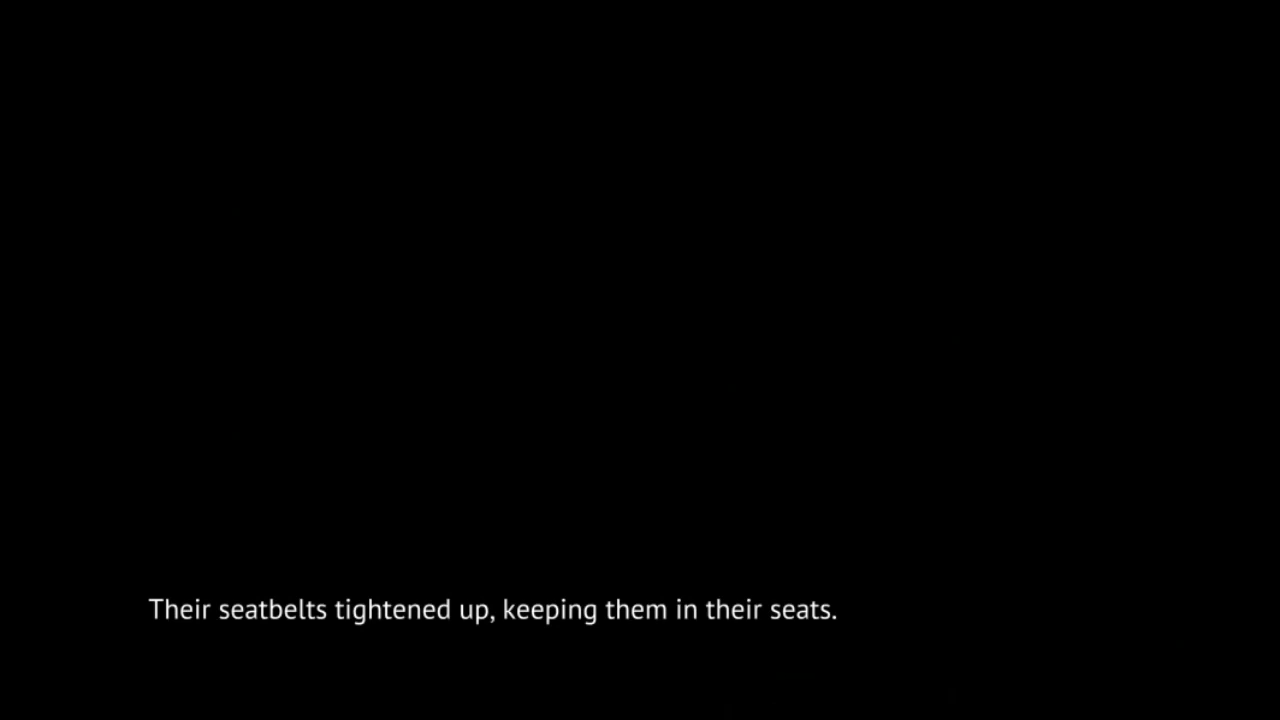 Their seatbelts tightened up, keeping them in their seats.